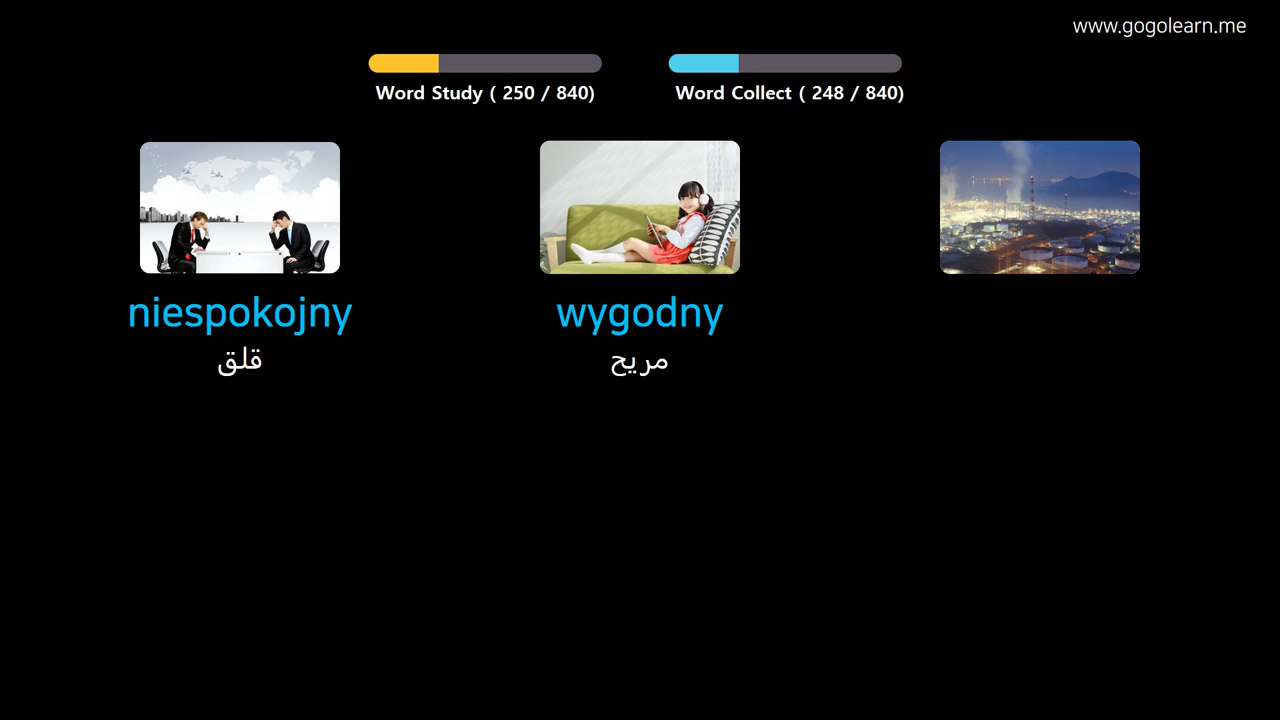 www.gogolearn.me
Word Study ( 250 / 840)
Word Collect ( 248 / 840)
niespokojny
wygodny
قلق
مريح